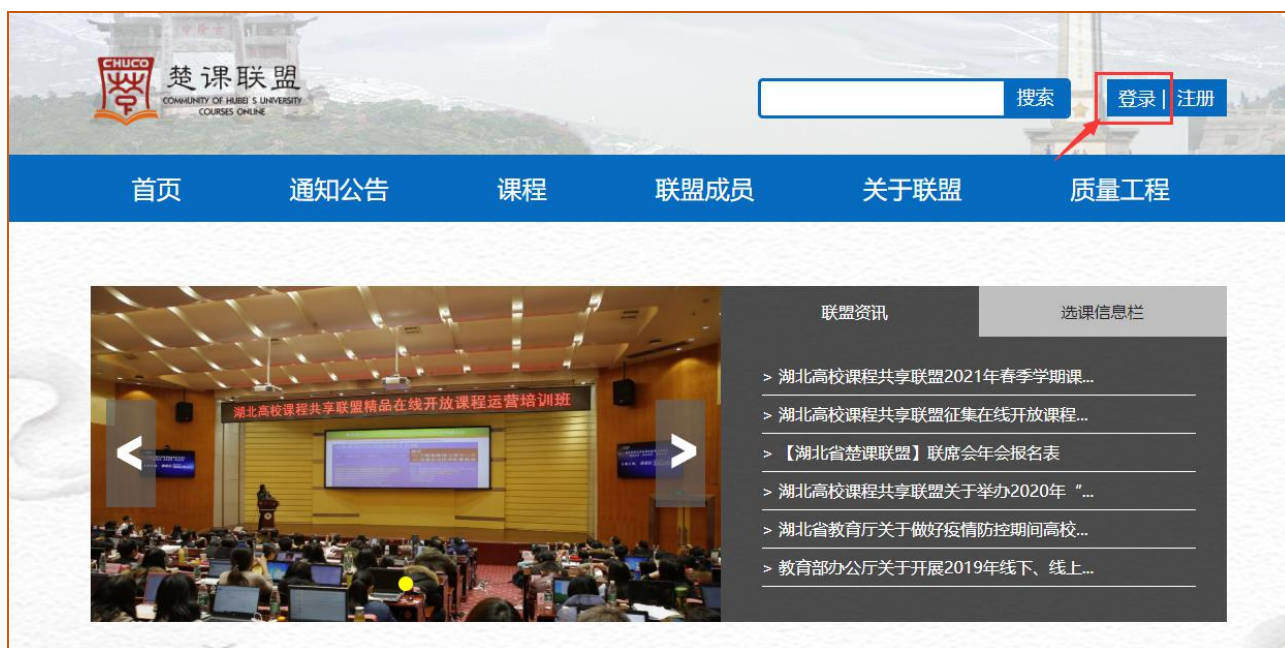 CHUCO
楚课联盟
COMMUNITY OF HUBEI S UNIVERSITY
COURSES ONLINE
搜索
登录 | 注册
首页 通知公告 课程 联盟成员 关于联盟 质量工程
湖北高校课程共享联盟精品在线开放课程运营培训班
联盟资讯 选课信息栏
> 湖北高校课程共享联盟2021年春季学期课...
> 湖北高校课程共享联盟征集在线开放课程...
> 【湖北省楚课联盟】联席会年会报名表
> 湖北高校课程共享联盟关于举办2020年“...
> 湖北省教育厅关于做好疫情防控期间高校...
> 教育部办公厅关于开展2019年线下、线上...